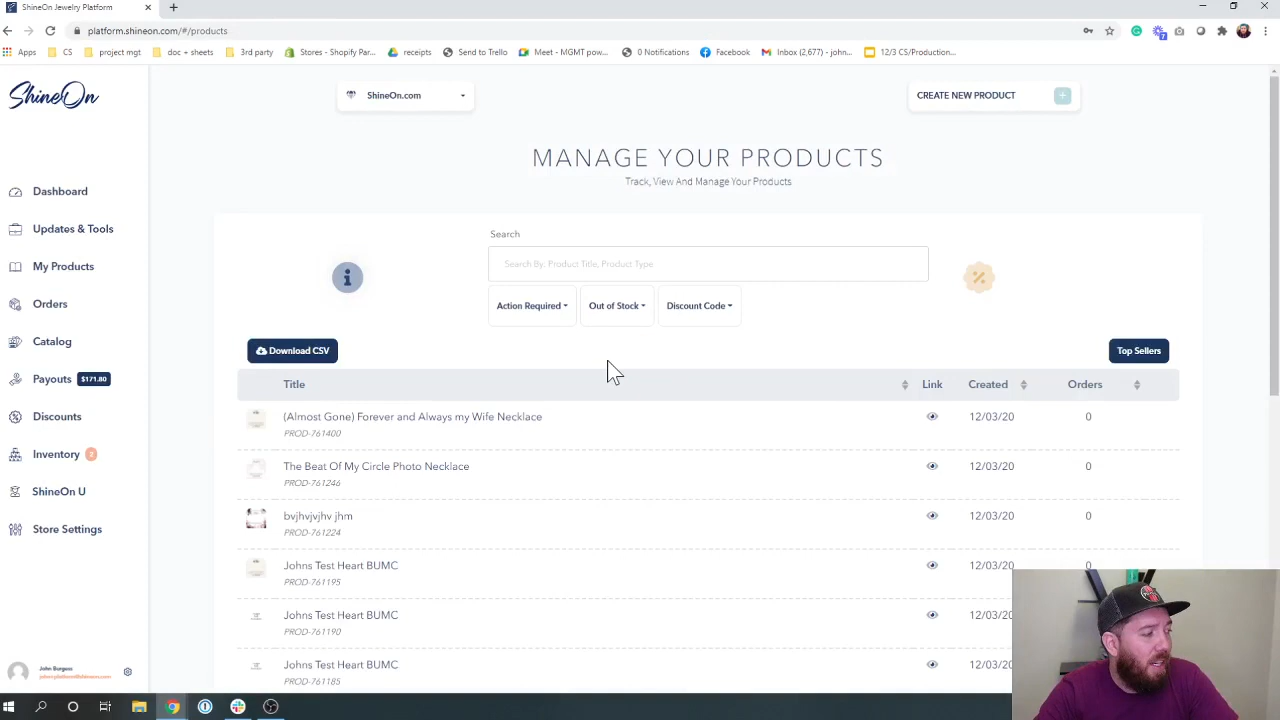 ShineOn Jewelry Platform
platform.shineon.com/#/products
Apps CS project mgt doc + sheets 3rd party Stores - Shopify Par... receipts Send to Trello Meet - MGMT pow... 0 Notifications Facebook Inbox (2,677) - john... 12/3 CS/Production...
ShineOn
ShineOn.com
CREATE NEW PRODUCT +
MANAGE YOUR PRODUCTS
Track, View And Manage Your Products
Dashboard
Updates & Tools
My Products
Orders
Catalog
Payouts $171.80
Discounts
Inventory 2
ShineOn U
Store Settings
John Burgess
Search
Search By: Product Title, Product Type
Action Required
Out of Stock
Discount Code
Download CSV
Top Sellers
Title Link Created Orders
(Almost Gone) Forever and Always my Wife Necklace 12/03/20 0
PROD-761400
The Beat Of My Circle Photo Necklace 12/03/20 0
PROD-761246
bvjhvjvjhv jhm 12/03/20 0
PROD-761224
Johns Test Heart BUMC 12/03/20 0
PROD-761195
Johns Test Heart BUMC 12/03/20
PROD-761190
Johns Test Heart BUMC 12/03/20
PROD-761185